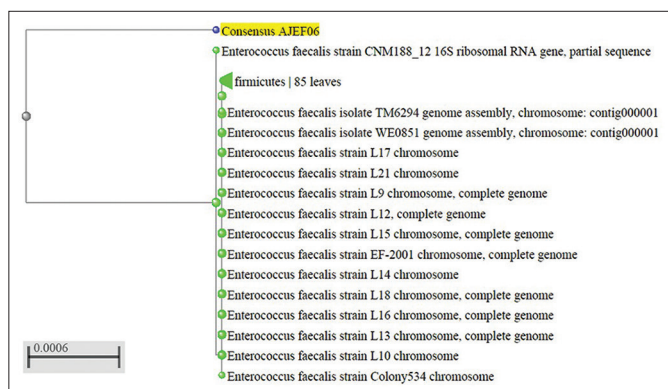 Consensus AJEF06
Enterococcus faecalis strain CNM188_12 16S ribosomal RNA gene, partial sequence
firmicutes | 85 leaves
Enterococcus faecalis isolate TM6294 genome assembly, chromosome: contig000001
Enterococcus faecalis isolate WE0851 genome assembly, chromosome: contig000001
Enterococcus faecalis strain L17 chromosome
Enterococcus faecalis strain L21 chromosome
Enterococcus faecalis strain L9 chromosome, complete genome
Enterococcus faecalis strain L12, complete genome
Enterococcus faecalis strain L15 chromosome, complete genome
Enterococcus faecalis strain EF-2001 chromosome, complete genome
Enterococcus faecalis strain L14 chromosome
Enterococcus faecalis strain L18 chromosome, complete genome
Enterococcus faecalis strain L16 chromosome, complete genome
Enterococcus faecalis strain L13 chromosome, complete genome
Enterococcus faecalis strain L10 chromosome
Enterococcus faecalis strain Colony534 chromosome
0.0006